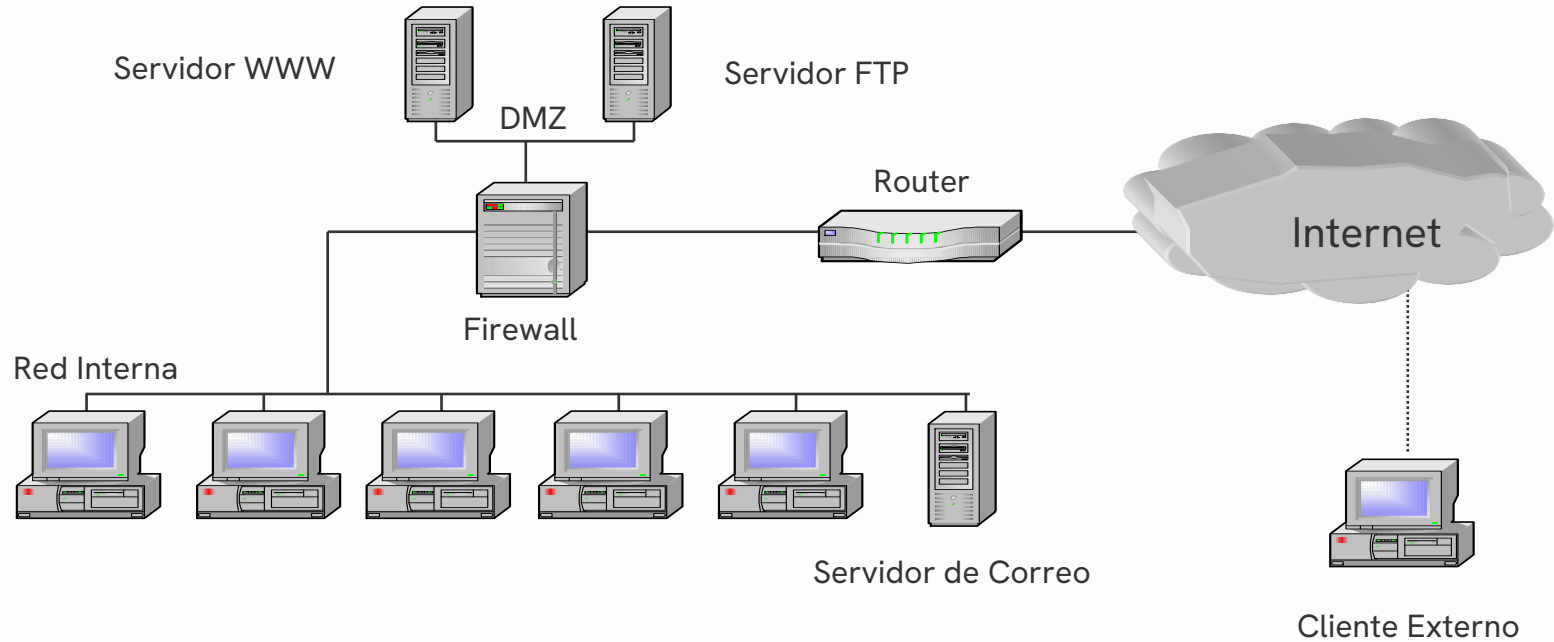 Servidor WWW
Servidor FTP
DMZ
Router
Internet
Firewall
Red Interna
Servidor de Correo
Cliente Externo